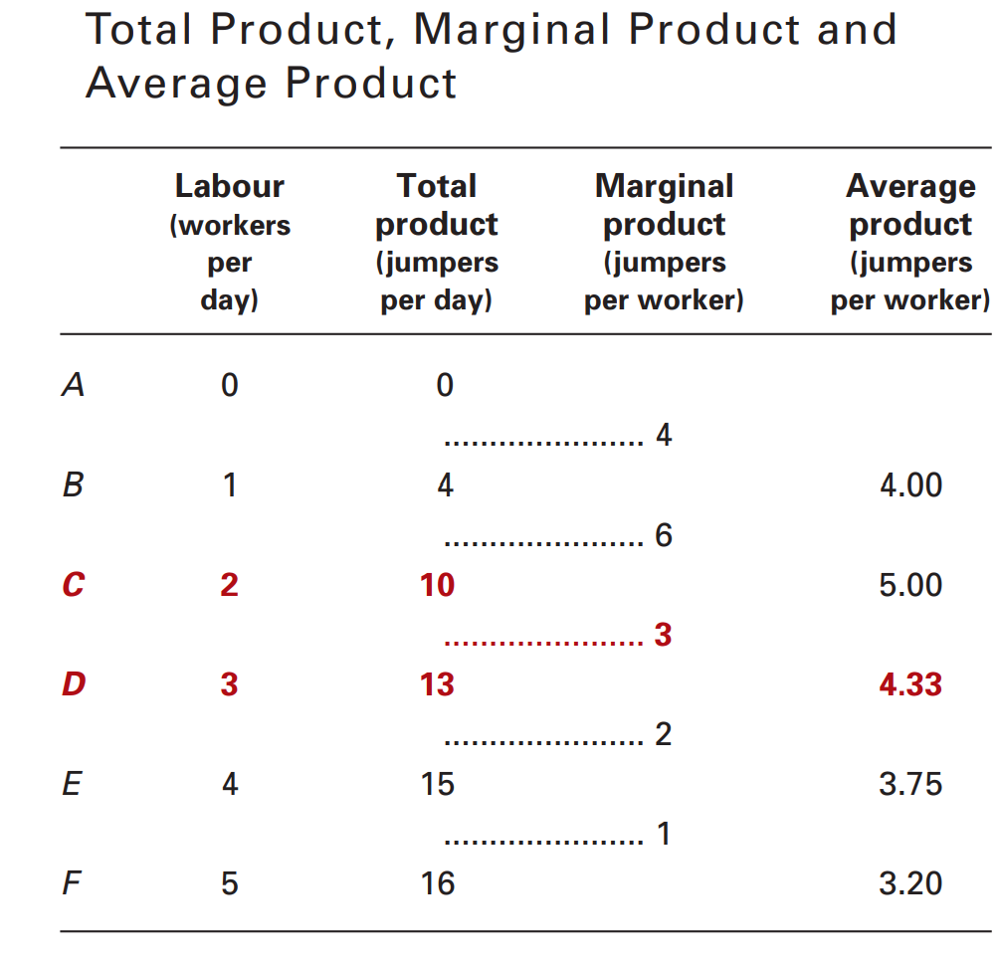 Total Product, Marginal Product and
Average Product
Labour Total Marginal Average
(workers product product product
per (jumpers (jumpers (jumpers
day) per day) per worker) per worker)
A 0 0
...................... 4
B 1 4 4.00
...................... 6
C 2 10 5.00
...................... 3
D 3 13 4.33
...................... 2
E 4 15 3.75
...................... 1
F 5 16 3.20